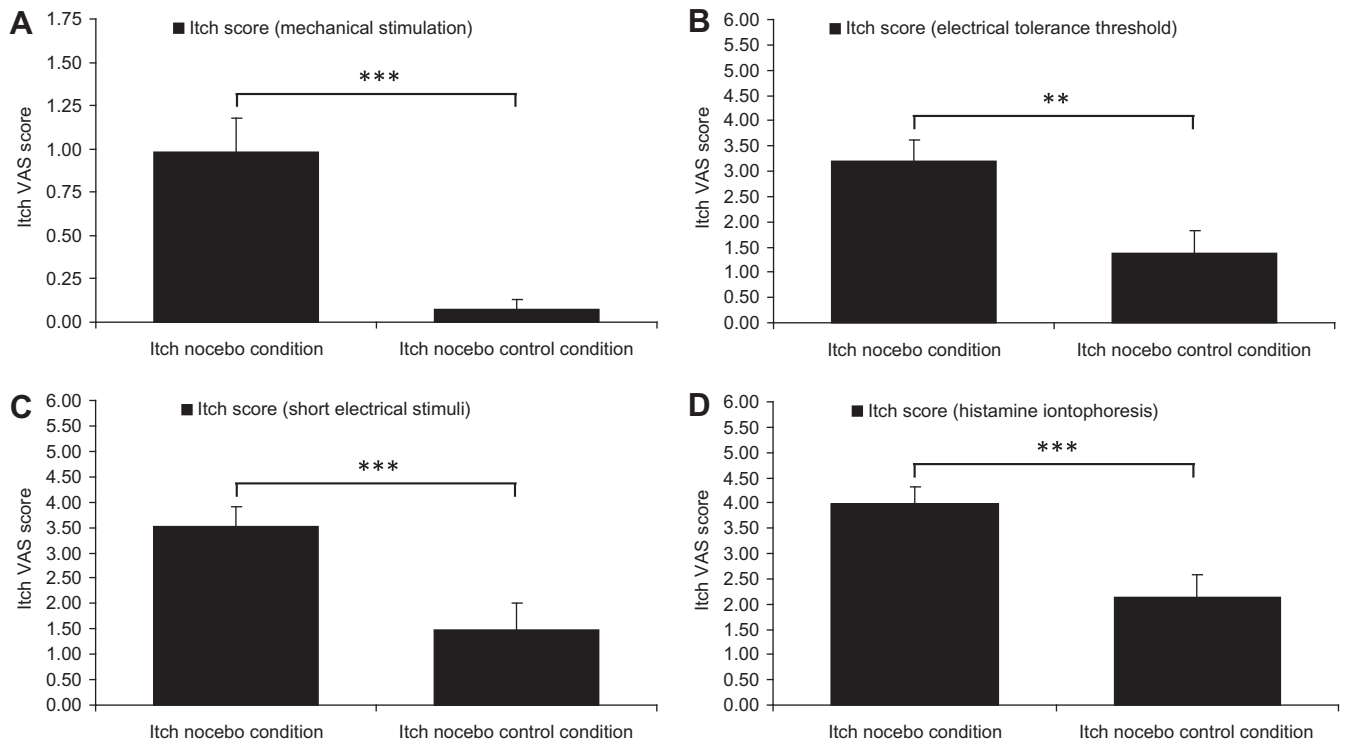 A
■ Itch score (mechanical stimulation)
1.75
1.50
1.25
1.00
0.75
0.50
0.25
0.00
Itch VAS score
***
Itch nocebo condition
Itch nocebo control condition
B
■ Itch score (electrical tolerance threshold)
6.00
5.50
5.00
4.50
4.00
3.50
3.00
2.50
2.00
1.50
1.00
0.50
0.00
Itch VAS score
**
Itch nocebo condition
Itch nocebo control condition
C
■ Itch score (short electrical stimuli)
6.00
5.50
5.00
4.50
4.00
3.50
3.00
2.50
2.00
1.50
1.00
0.50
0.00
Itch VAS score
***
Itch nocebo condition
Itch nocebo control condition
D
■ Itch score (histamine iontophoresis)
6.00
5.50
5.00
4.50
4.00
3.50
3.00
2.50
2.00
1.50
1.00
0.50
0.00
Itch VAS score
***
Itch nocebo condition
Itch nocebo control condition